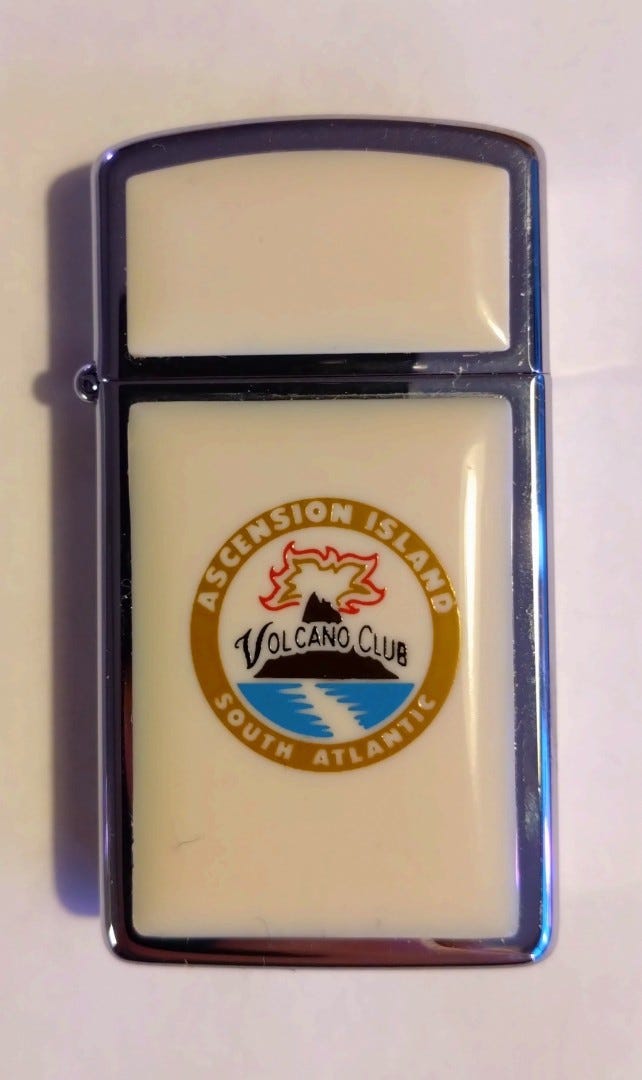 ASCENSION ISLAND
VOLCANO CLUB
SOUTH ATLANTIC